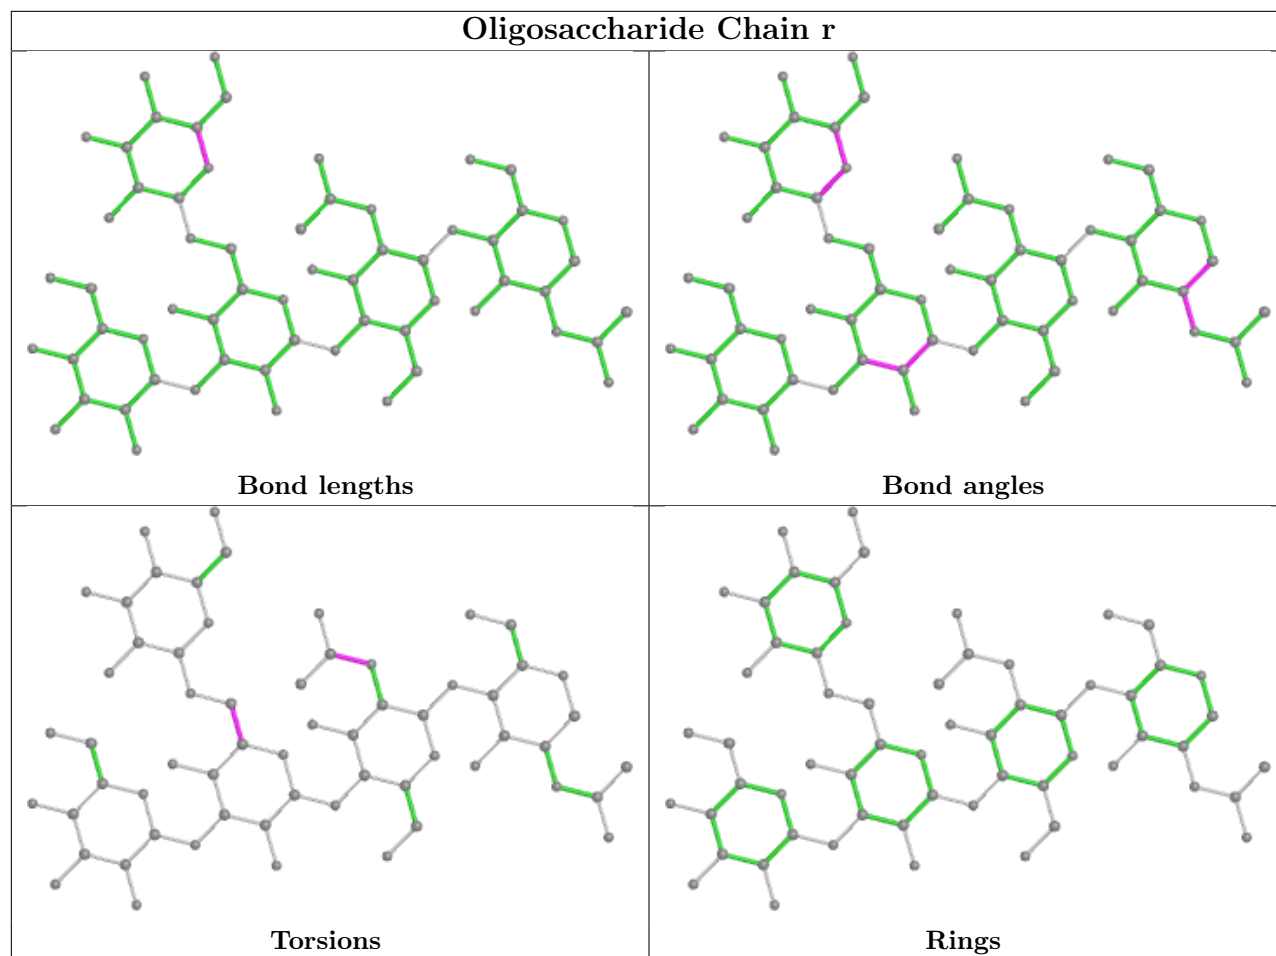 Oligosaccharide Chain r
Bond lengths
Bond angles
Torsions
Rings